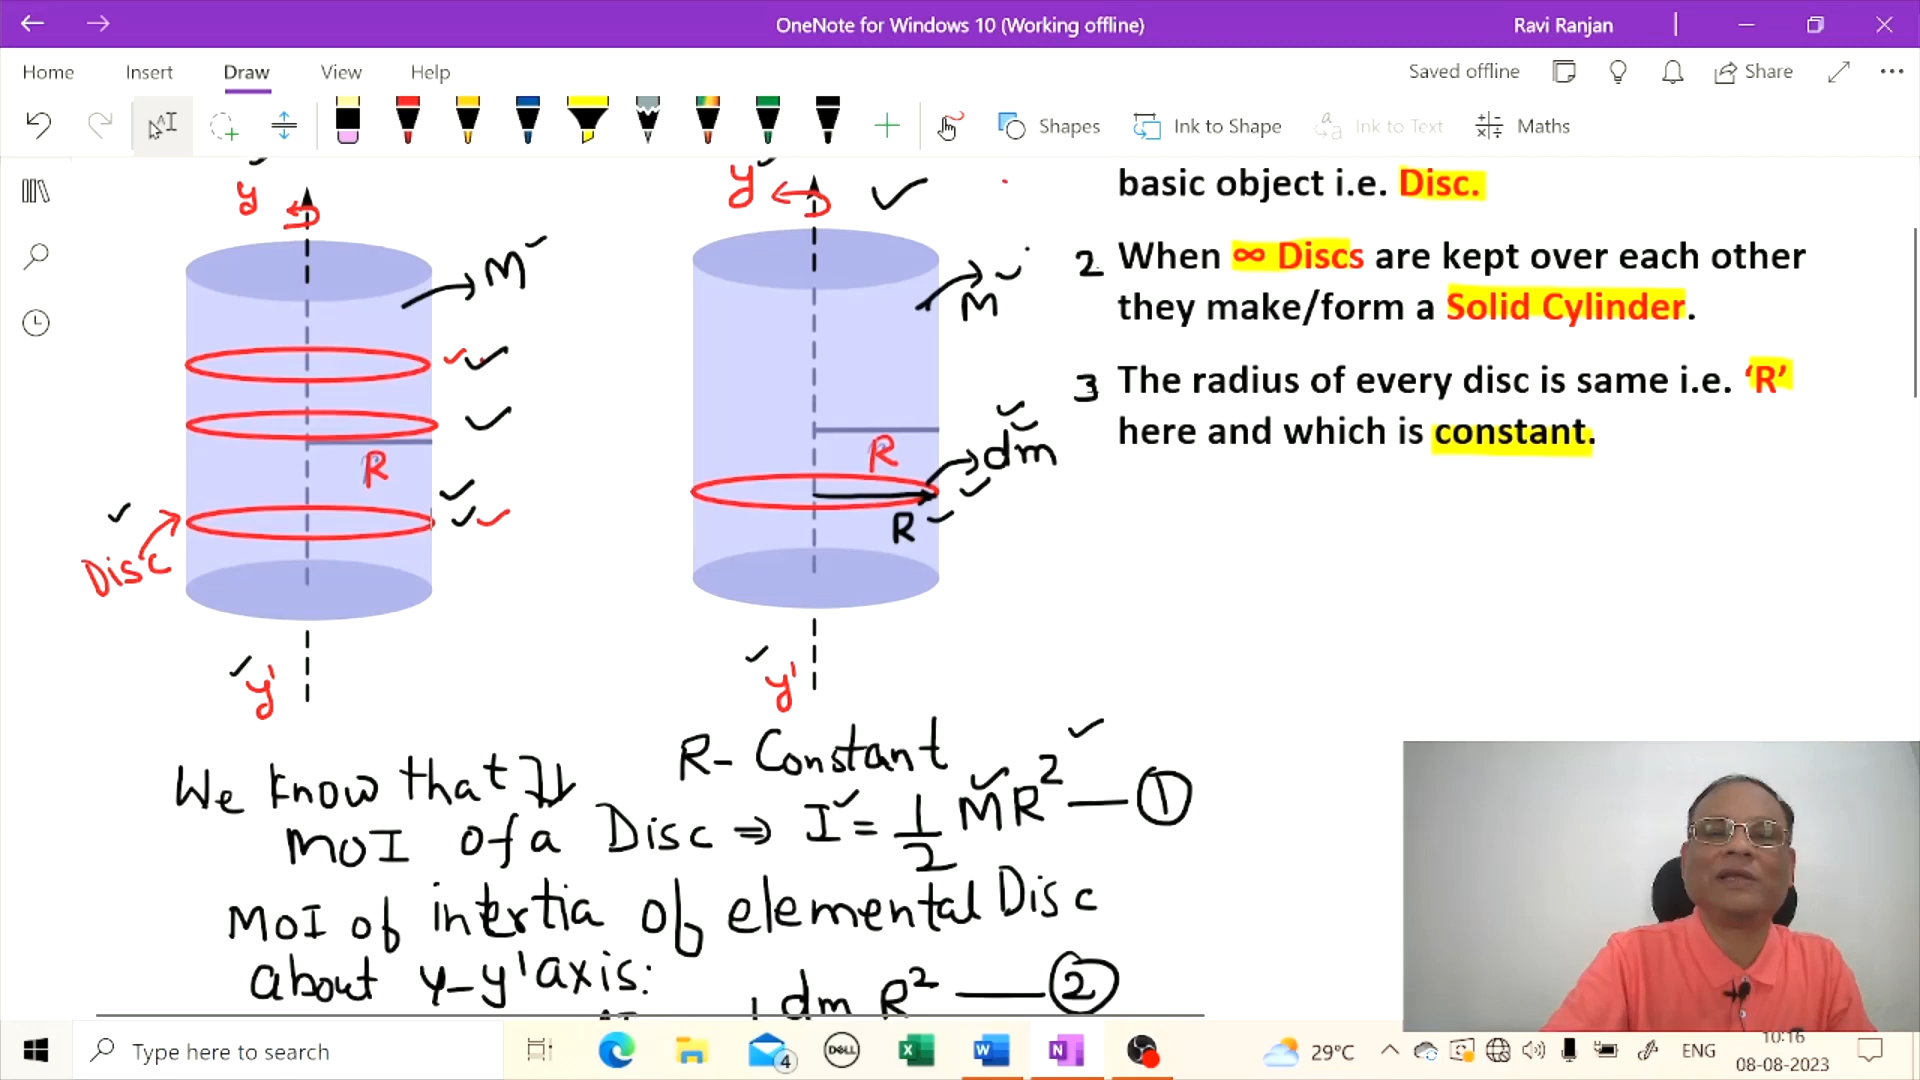 OneNote for Windows 10 (Working offline)
Ravi Ranjan
Home
Insert
Draw
View
Help
Saved offline
Share
Shapes
Ink to Shape
Ink to Text
Maths
y
M
R
Disc
y'
y
M
dm
R
R
y'
basic object i.e. Disc.
2 When ∞ Discs are kept over each other
they make/form a Solid Cylinder.
3 The radius of every disc is same i.e. ‘R’
here and which is constant.
R- Constant
We know that
MOI of a Disc ⇒ I = 1/2 MR² — ①
MOI of intertia of elemental Disc
about y-y' axis:
dm R² — ②
Type here to search
4
DELL
29°C
ENG
10:16
08-08-2023